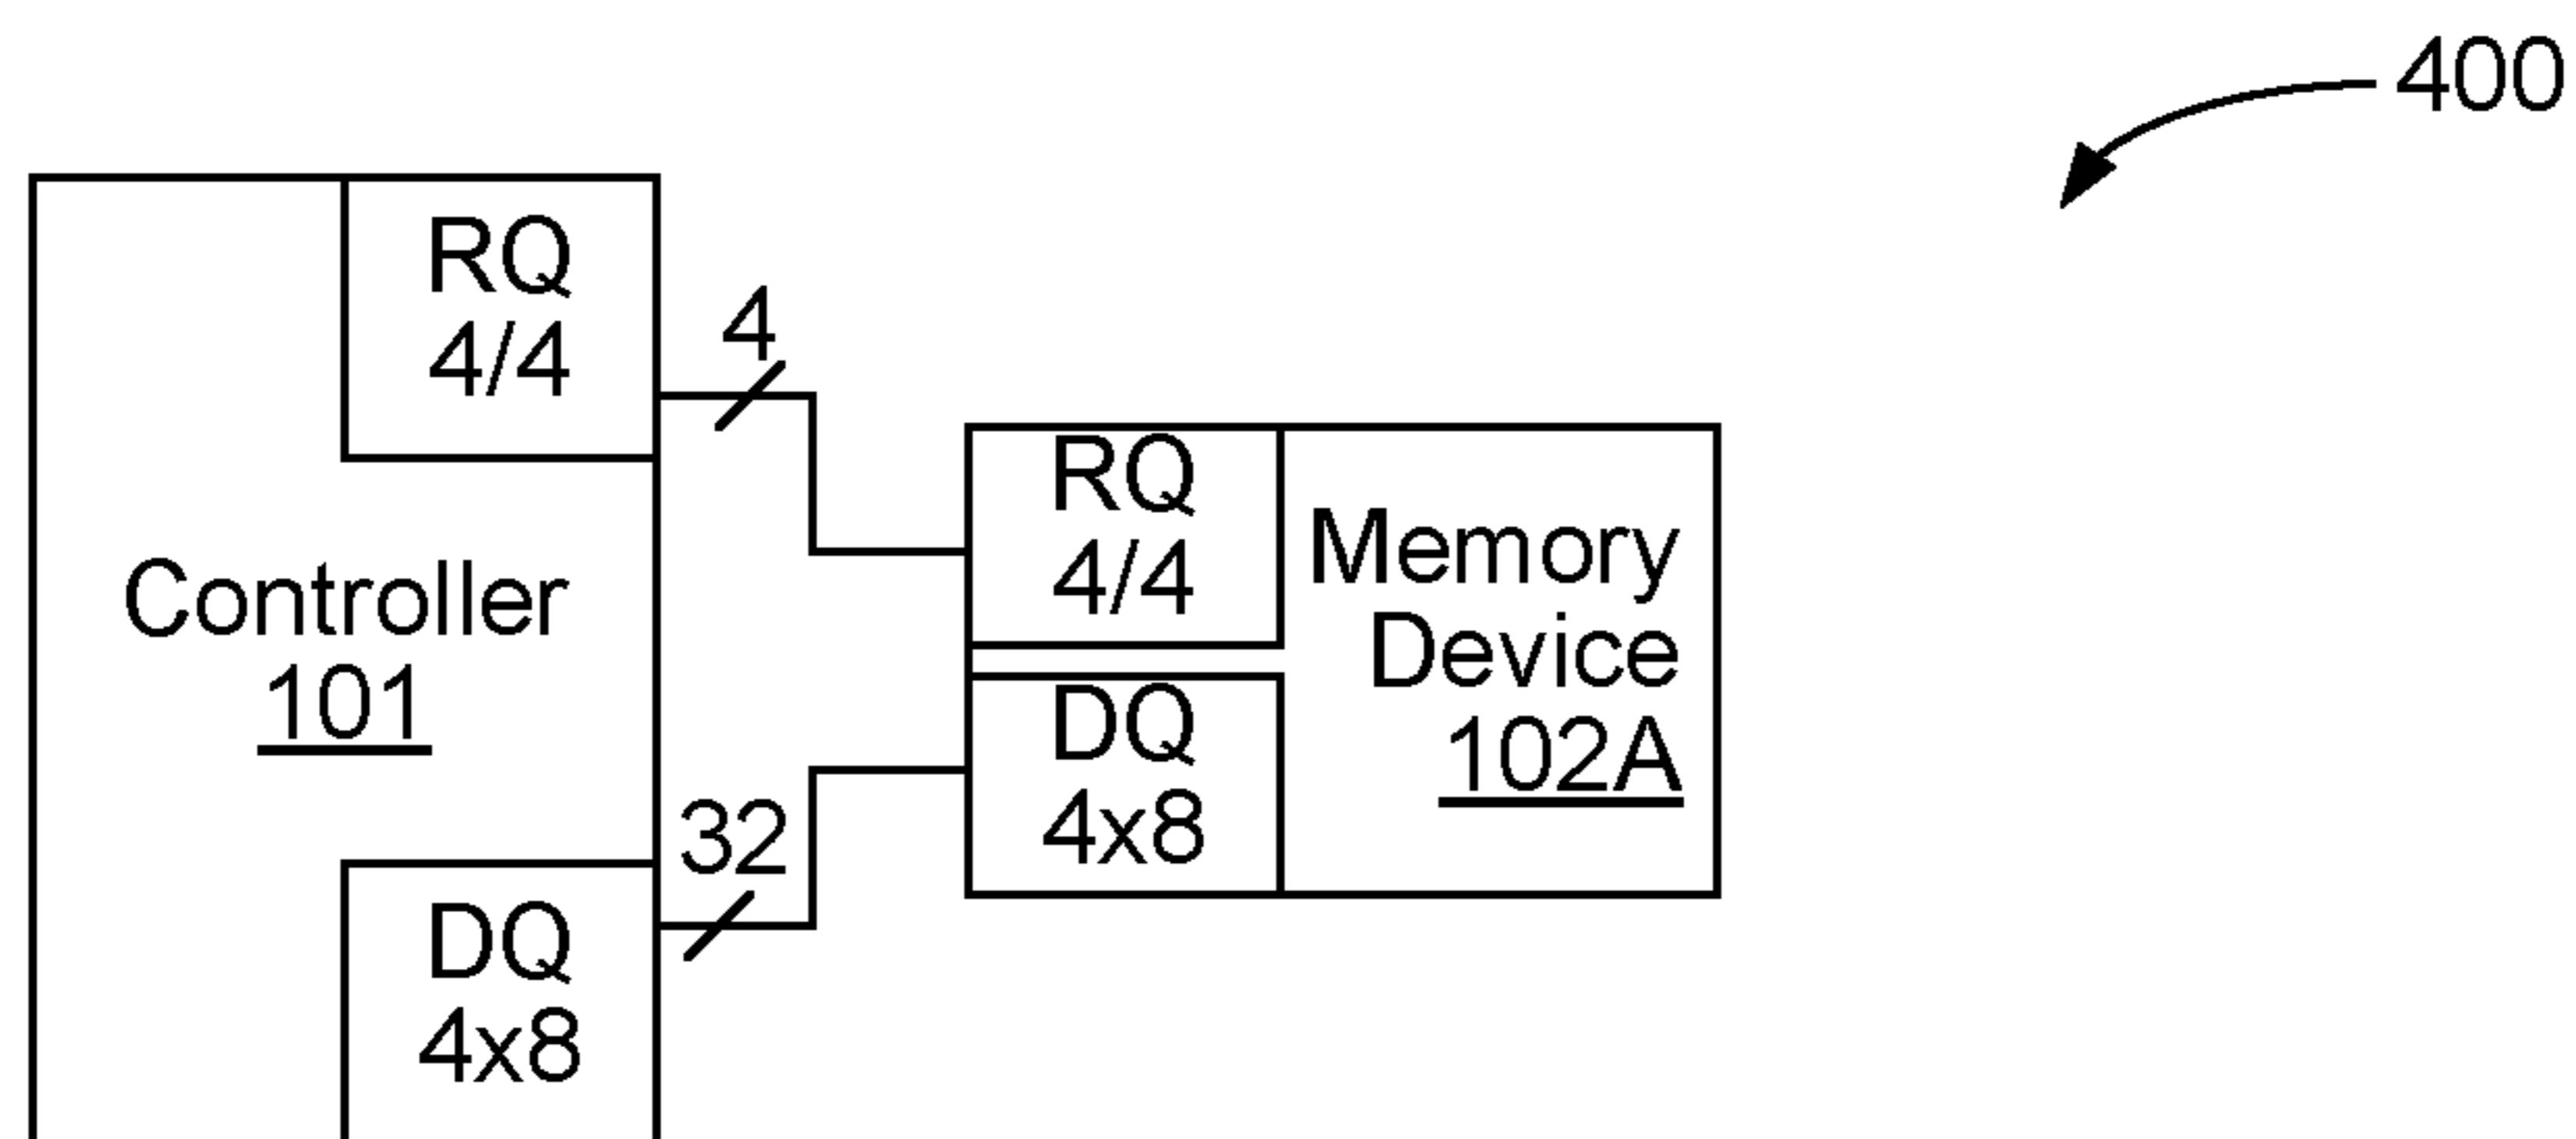 400
RQ
4/4
4
Controller
101
32
DQ
4x8
RQ
4/4
DQ
4x8
Memory
Device
102A